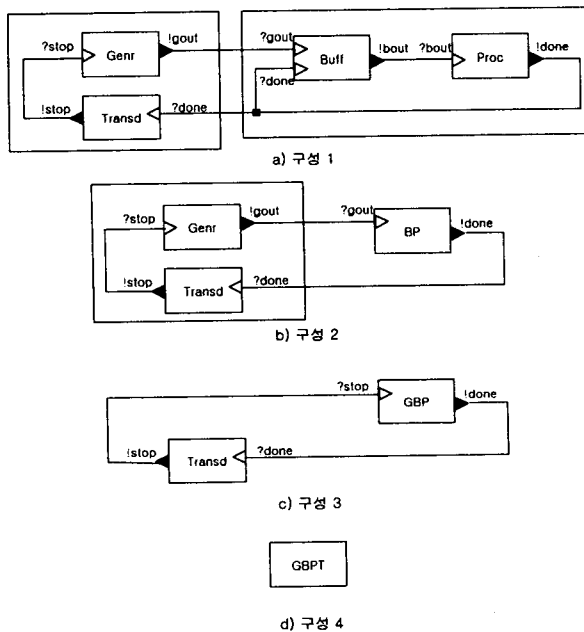 !gout
?gout
?stop
Genr
Buff
!bout
?bout
Proc
!done
?done
!stop
Transd
?done
a) 구성 1
?stop
!gout
?gout
Genr
BP
!done
!stop
Transd
?done
b) 구성 2
?stop
GBP
!done
!stop
Transd
?done
c) 구성 3
GBPT
d) 구성 4